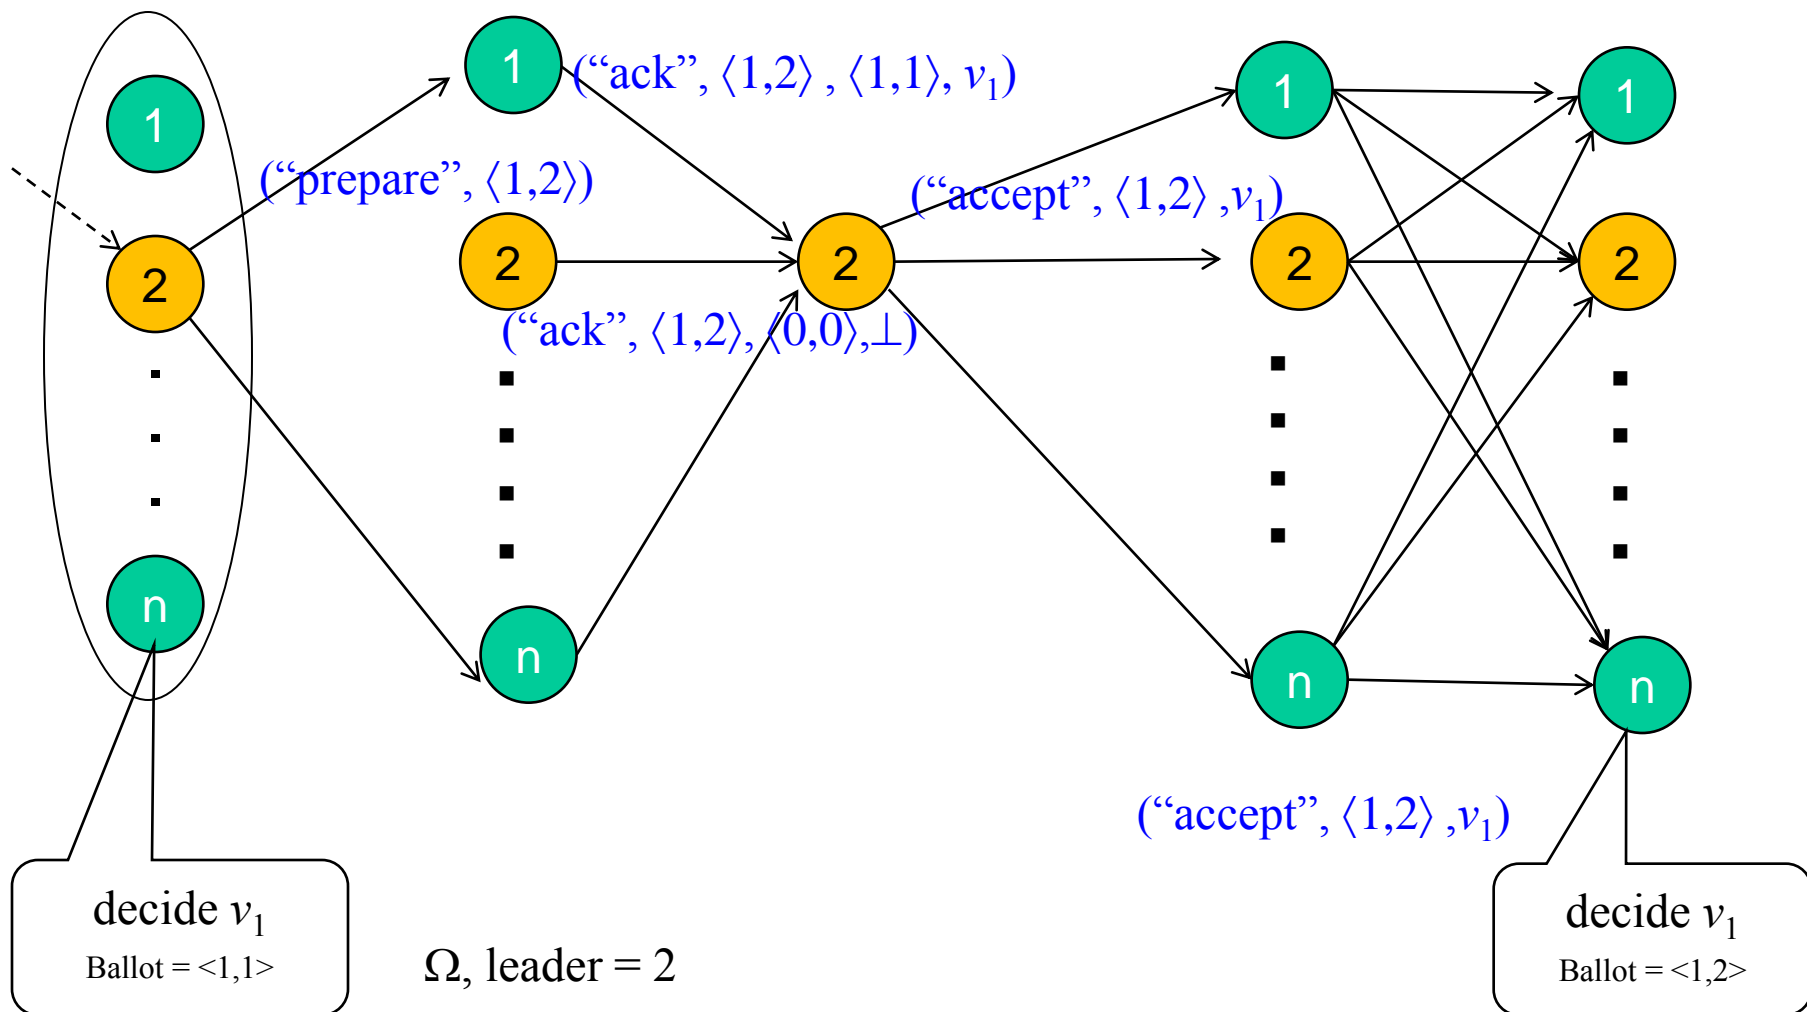 1
1
(“ack”, ⟨1,2⟩ , ⟨1,1⟩, v₁)
1
1
(“prepare”, ⟨1,2⟩)
(“accept”, ⟨1,2⟩ ,v₁)
2
2
2
2
2
(“ack”, ⟨1,2⟩, ⟨0,0⟩,⊥)
n
n
n
n
(“accept”, ⟨1,2⟩ ,v₁)
decide v₁
Ballot = <1,1>
Ω, leader = 2
decide v₁
Ballot = <1,2>